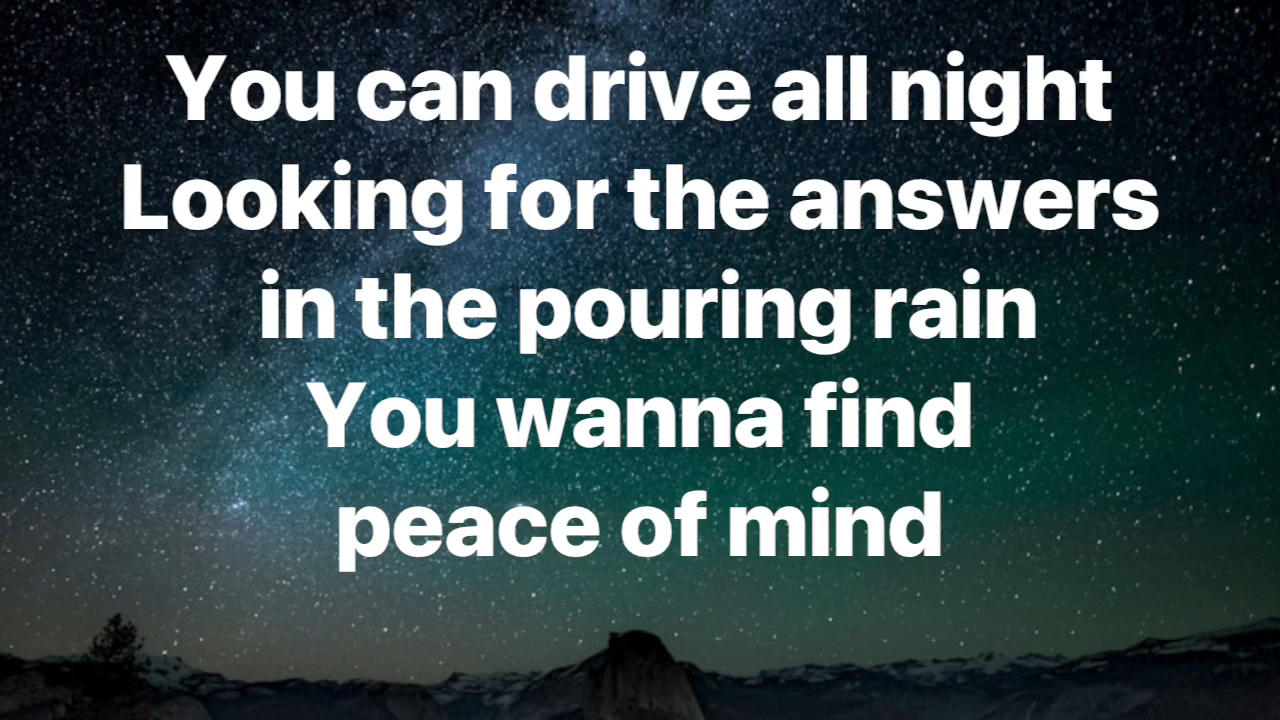 You can drive all night
Looking for the answers
in the pouring rain
You wanna find
peace of mind